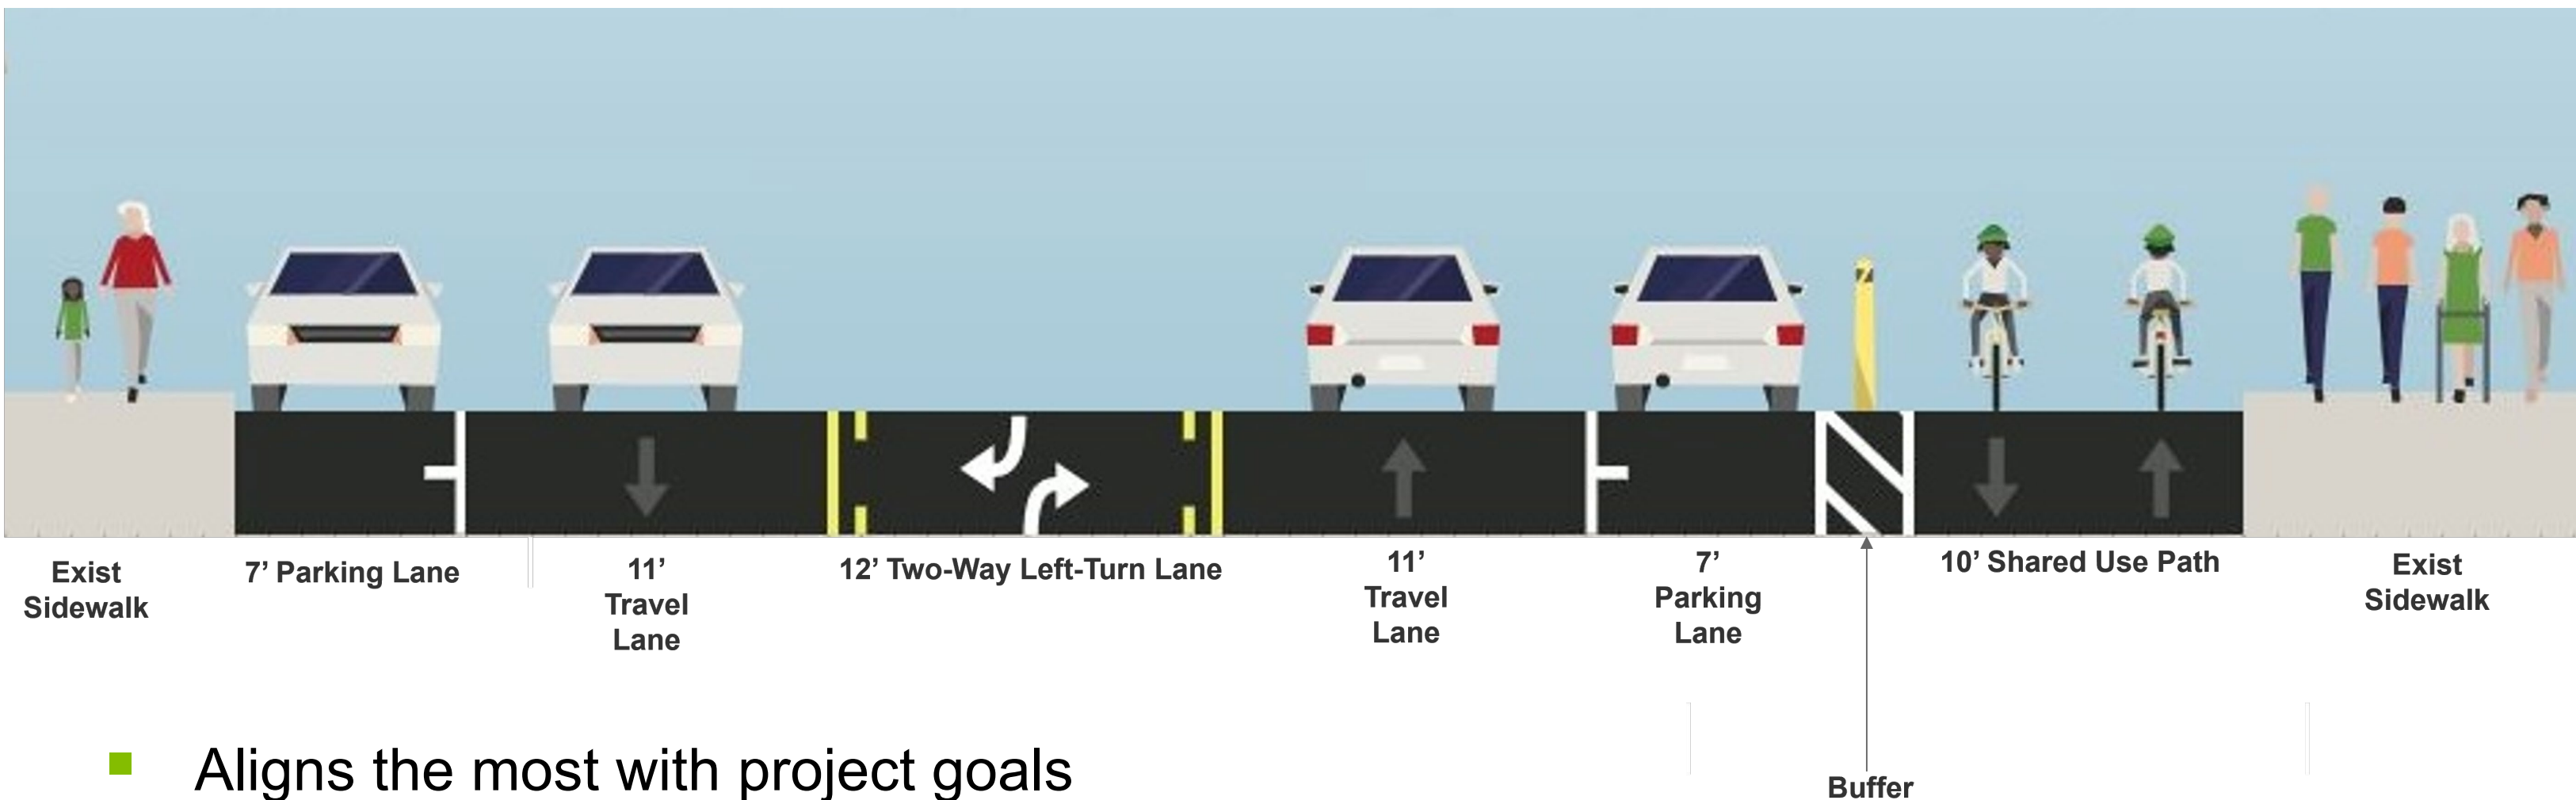 Exist
Sidewalk
7’ Parking Lane
11’
Travel
Lane
12’ Two-Way Left-Turn Lane
11’
Travel
Lane
7’
Parking
Lane
10’ Shared Use Path
Exist
Sidewalk
Buffer
Aligns the most with project goals